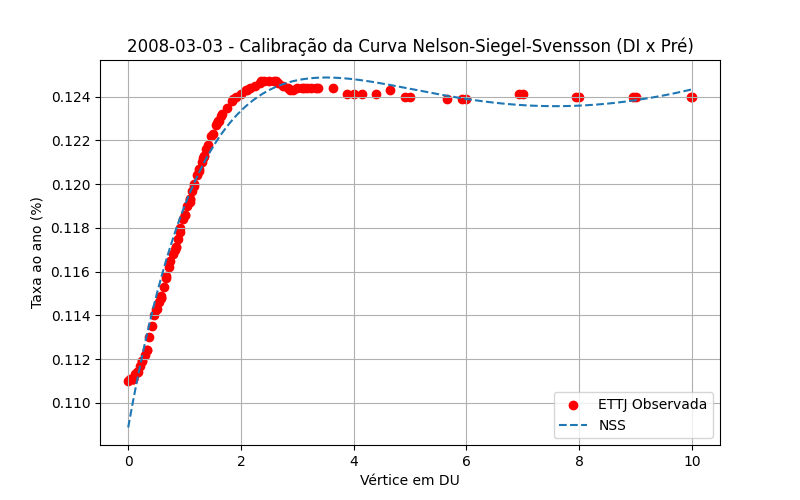 2008-03-03 - Calibração da Curva Nelson-Siegel-Svensson (DI x Pré)
Taxa ao ano (%)
0.124
0.122
0.120
0.118
0.116
0.114
0.112
0.110
ETTJ Observada
NSS
0 2 4 6 8 10
Vértice em DU